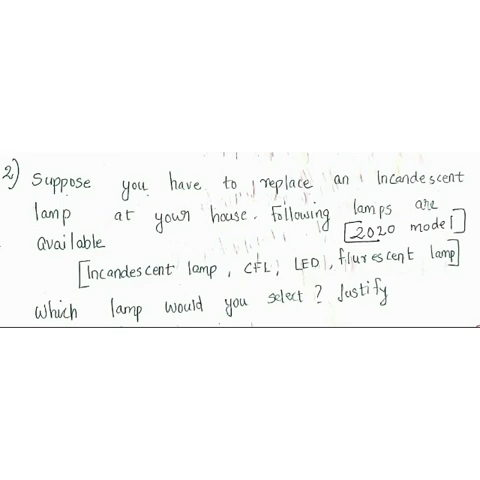 2) Suppose you have to replace an Incandescent
lamp at your house. Following lamps are
available [2020 model]
[Incandescent lamp, CFL, LED, flurescent lamp]
which lamp would you select? Justify